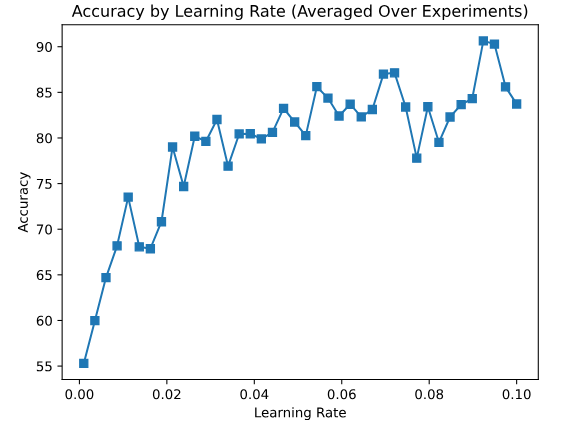 Accuracy by Learning Rate (Averaged Over Experiments)
90
85
80
75
70
65
60
55
Accuracy
0.00 0.02 0.04 0.06 0.08 0.10
Learning Rate